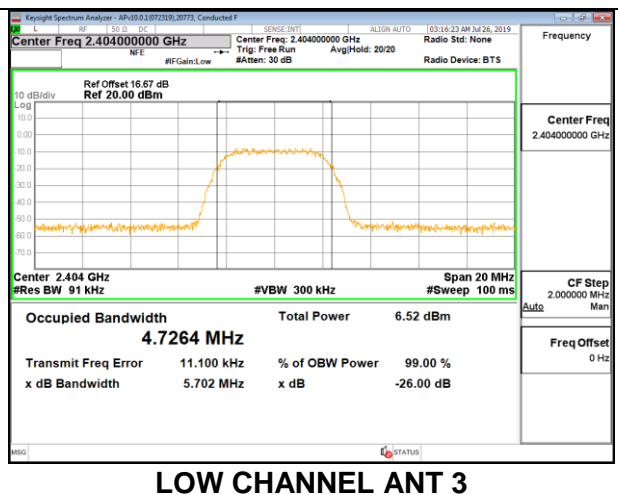 Keysight Spectrum Analyzer - APv10.0.1(072319),20773, Conducted F
L RF 50 Ω DC SENSE:INT ALIGN AUTO 03:16:23 AM Jul 26, 2019
Center Freq 2.404000000 GHz
NFE
#IFGain:Low
Center Freq: 2.404000000 GHz
Trig: Free Run Avg|Hold: 20/20
#Atten: 30 dB
Radio Std: None
Radio Device: BTS
Frequency
Ref Offset 16.67 dB
10 dB/div Ref 20.00 dBm
Log
10.0
0.00
-10.0
-20.0
-30.0
-40.0
-50.0
-60.0
-70.0
Center Freq
2.404000000 GHz
Center 2.404 GHz Span 20 MHz
#Res BW 91 kHz #VBW 300 kHz #Sweep 100 ms
CF Step
2.000000 MHz
Auto Man
Occupied Bandwidth Total Power 6.52 dBm
4.7264 MHz
Transmit Freq Error 11.100 kHz % of OBW Power 99.00 %
x dB Bandwidth 5.702 MHz x dB -26.00 dB
Freq Offset
0 Hz
MSG STATUS
LOW CHANNEL ANT 3